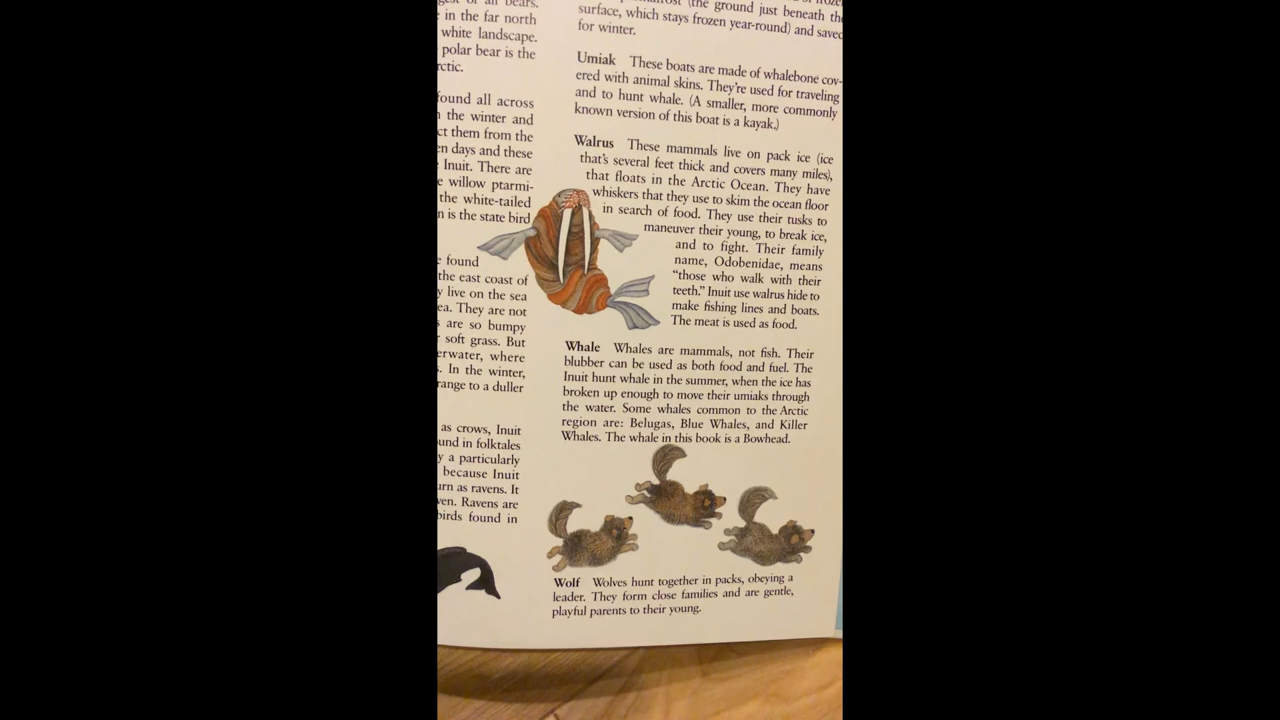 of all bears.
in the far north
white landscape.
polar bear is the
found all across
the winter and
them from the
days and these
Inuit. There are
willow ptarmi-
the white-tailed
is the state bird
found
the east coast of
live on the sea
They are not
are so bumpy
soft grass. But
where
In the winter,
to a duller
as crows, Inuit
in folktales
a particularly
because Inuit
as ravens. It
Ravens are
birds found in
(the ground just beneath the
surface, which stays frozen year-round) and saved
for winter.
Umiak These boats are made of whalebone cov-
ered with animal skins. They're used for traveling
and to hunt whale. (A smaller, more commonly
known version of this boat is a kayak.)
Walrus These mammals live on pack ice (ice
that's several feet thick and covers many miles),
that floats in the Arctic Ocean. They have
whiskers that they use to skim the ocean floor
in search of food. They use their tusks to
maneuver their young, to break ice,
and to fight. Their family
name, Odobenidae, means
"those who walk with their
teeth." Inuit use walrus hide to
make fishing lines and boats.
The meat is used as food.
Whale Whales are mammals, not fish. Their
blubber can be used as both food and fuel. The
Inuit hunt whale in the summer, when the ice has
broken up enough to move their umiaks through
the water. Some whales common to the Arctic
region are: Belugas, Blue Whales, and Killer
Whales. The whale in this book is a Bowhead.
Wolf Wolves hunt together in packs, obeying a
leader. They form close families and are gentle,
playful parents to their young.